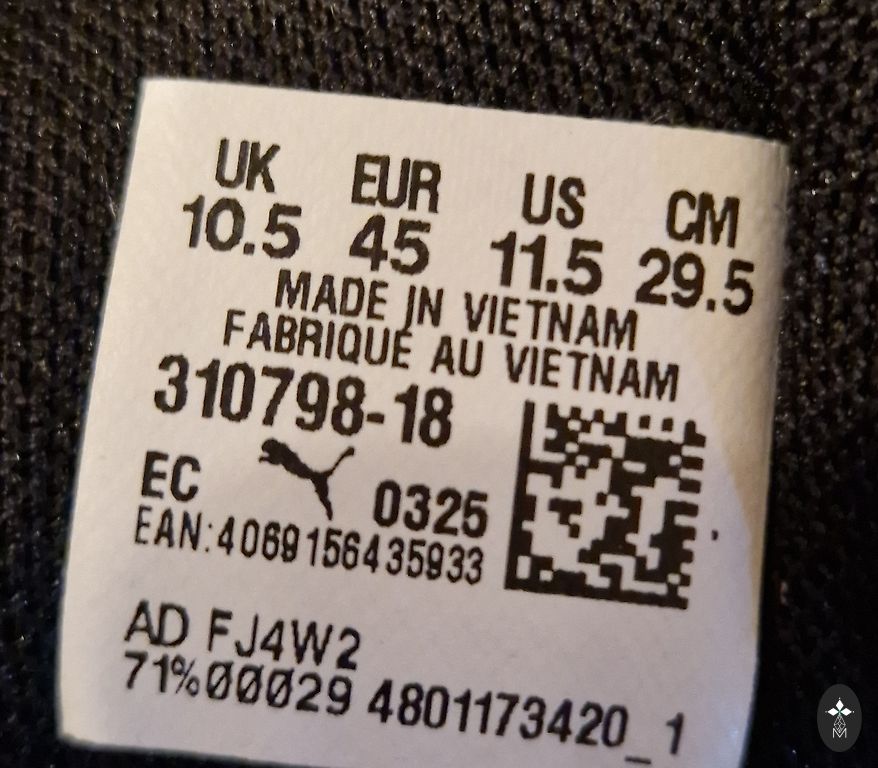 UK EUR US CM
10.5 45 11.5 29.5
MADE IN VIETNAM
FABRIQUÉ AU VIETNAM
310798-18
EC 0325
EAN:4069156435933
AD FJ4W2
71%00029 4801173420_1
M